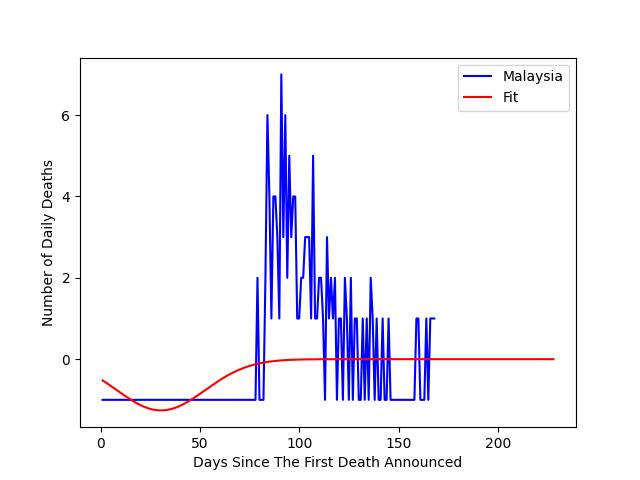 Malaysia
Fit
Number of Daily Deaths
6
4
2
0
0 50 100 150 200
Days Since The First Death Announced